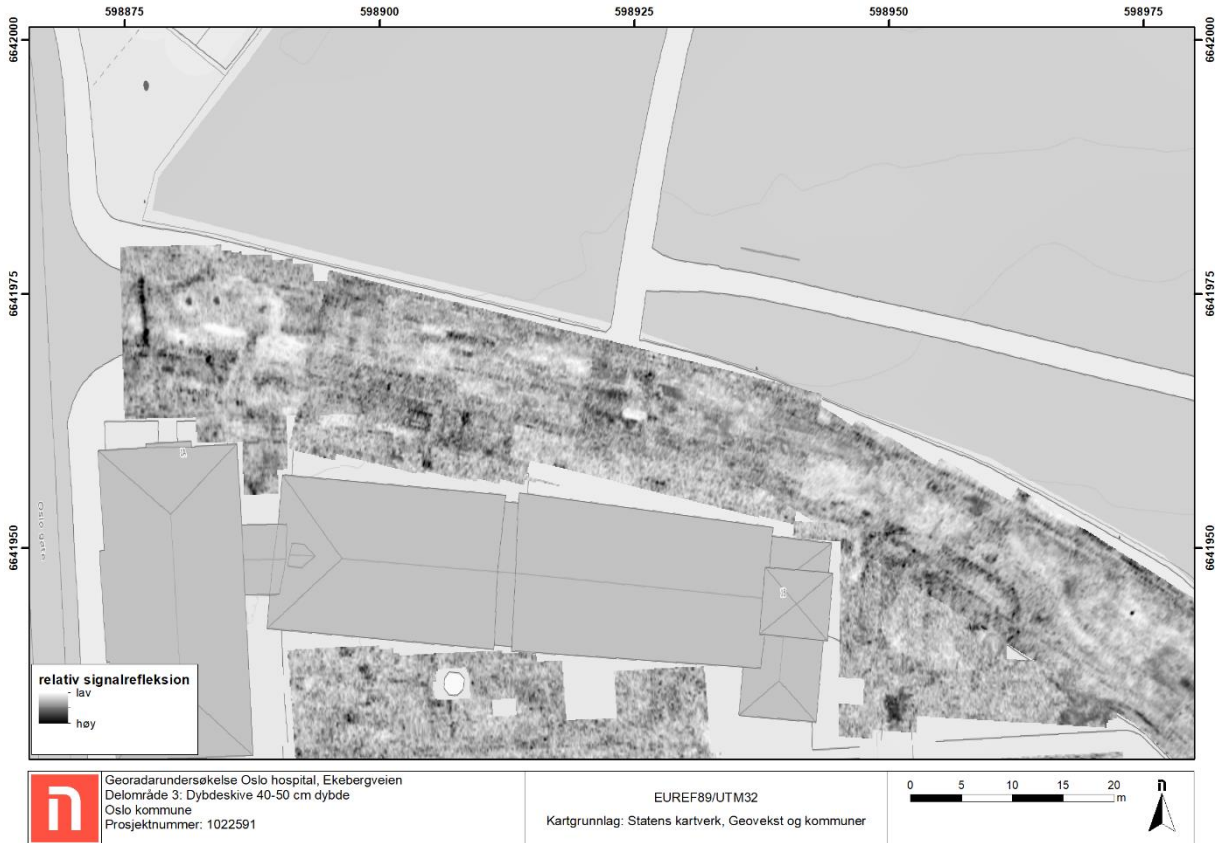 598875 598900 598925 598950 598975
6642000 6642000
6641975 6641975
6641950 6641950
Oslo gate
relativ signalrefleksion
lav
høy
Georadarundersøkelse Oslo hospital, Ekebergveien
Delområde 3: Dybdeskive 40-50 cm dybde
Oslo kommune
Prosjektnummer: 1022591
EUREF89/UTM32
Kartgrunnlag: Statens kartverk, Geovekst og kommuner
0 5 10 15 20
m